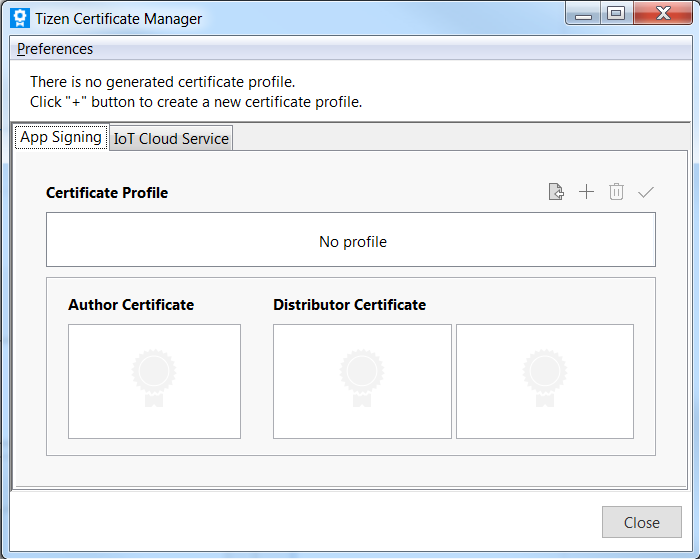 Tizen Certificate Manager
Preferences
There is no generated certificate profile.
Click "+" button to create a new certificate profile.
App Signing
IoT Cloud Service
Certificate Profile
No profile
Author Certificate
Distributor Certificate
Close